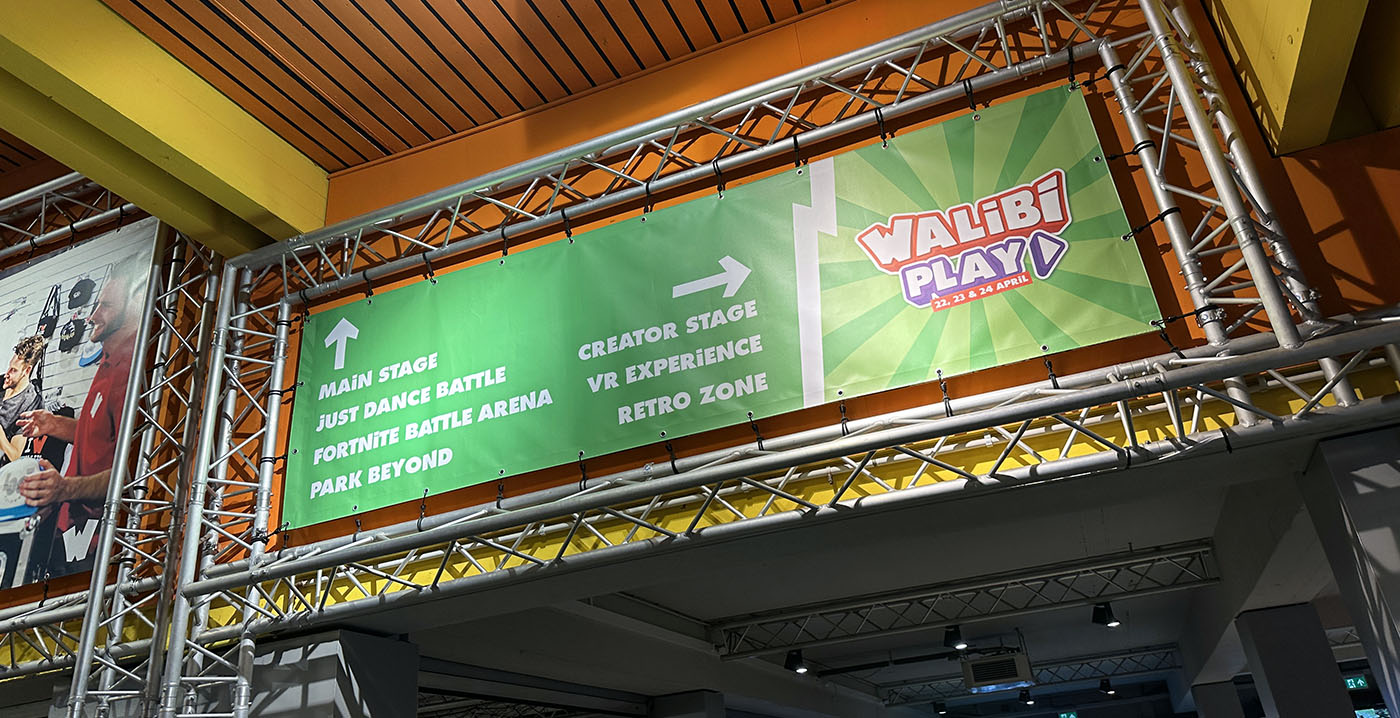 MAiN STAGE
jUST DANCE BATTLE
FORTNiTE BATTLE ARENA
PARK BEYOND
CREATOR STAGE
VR EXPERiENCE
RETRO ZONE
WALiBi
PLAY
22, 23 & 24 APRiL